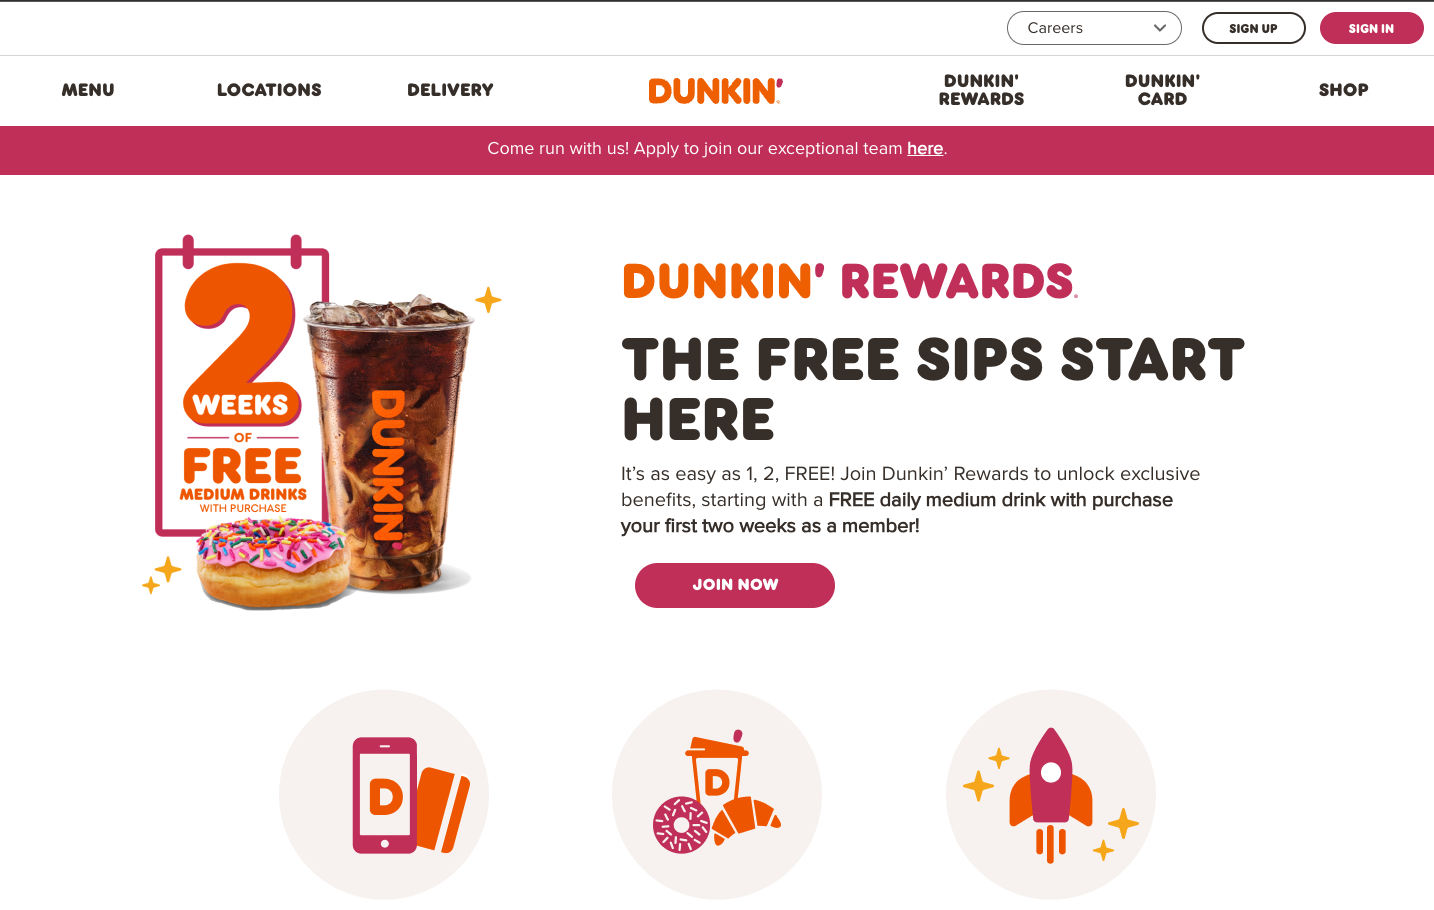 Careers
SIGN UP
SIGN IN
MENU
LOCATIONS
DELIVERY
DUNKIN'
DUNKIN'
REWARDS
DUNKIN'
CARD
SHOP
Come run with us! Apply to join our exceptional team here.
2
WEEKS
OF
FREE
MEDIUM DRINKS
WITH PURCHASE
DUNKIN'
DUNKIN' REWARDS
THE FREE SIPS START
HERE
It’s as easy as 1, 2, FREE! Join Dunkin’ Rewards to unlock exclusive
benefits, starting with a FREE daily medium drink with purchase
your first two weeks as a member!
JOIN NOW
D
D